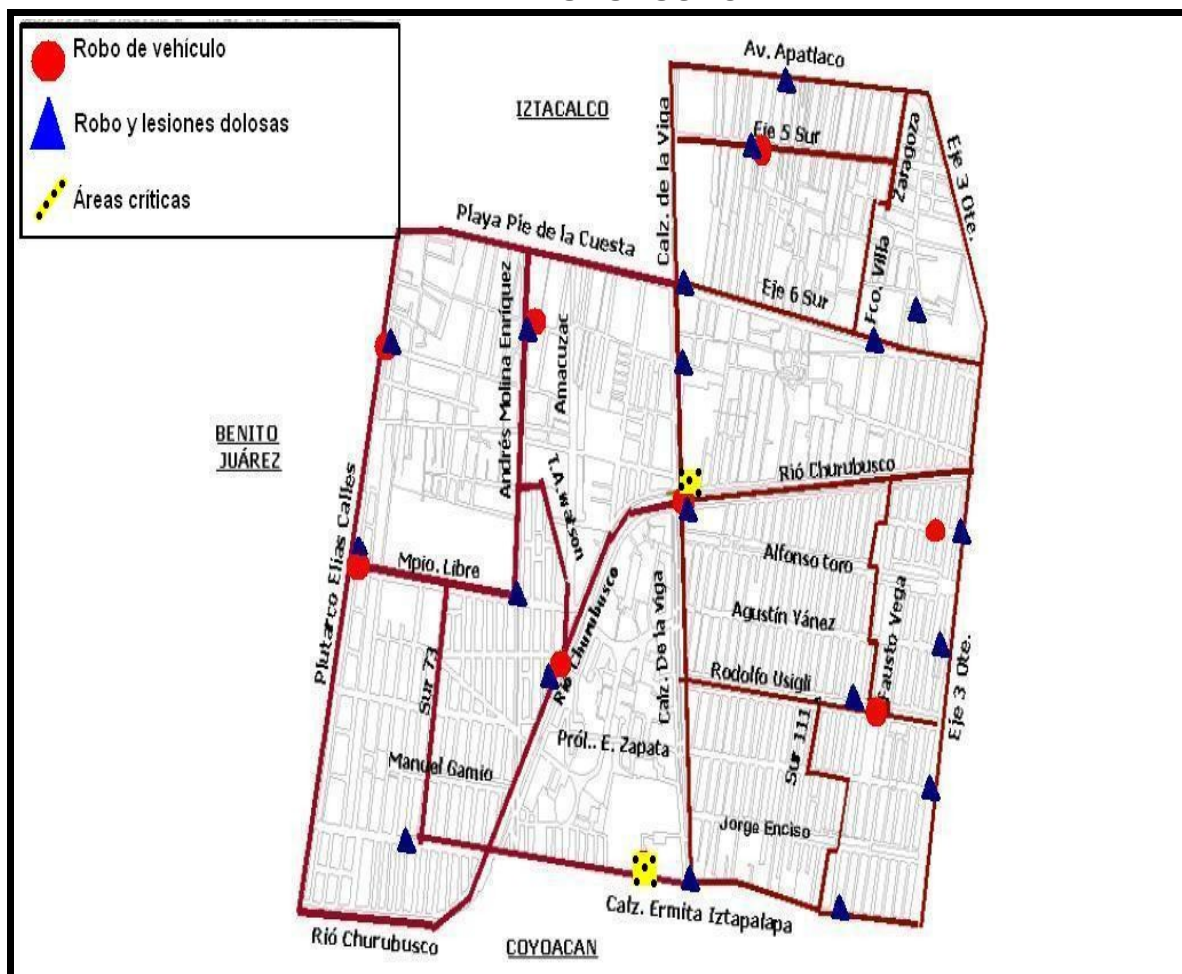 Robo de vehículo
Robo y lesiones dolosas
Áreas críticas
Av. Apatlaco
IZTACALCO
Calz. de la Viga
Eje 5 Sur
Zaragoza
Eje 3 Ote.
Playa Pie de la Cuesta
Fco. Villa
Eje 6 Sur
Andrés Molina Enríquez
Amacuzac
BENITO
JUÁREZ
Plutarco Elías Calles
T.A. watson
Rió Churubusco
Mpio. Libre
Rió Churubusco
Alfonso toro
Calz. De la Viga
Agustín Yánez
Fausto Vega
Rodolfo Usigli
Eje 3 Ote.
Sur 73
Sur 111
Pról.. E. Zapata
Manuel Gamio
Jorge Enciso
Calz. Ermita Iztapalapa
Rió Churubusco
COYOACAN